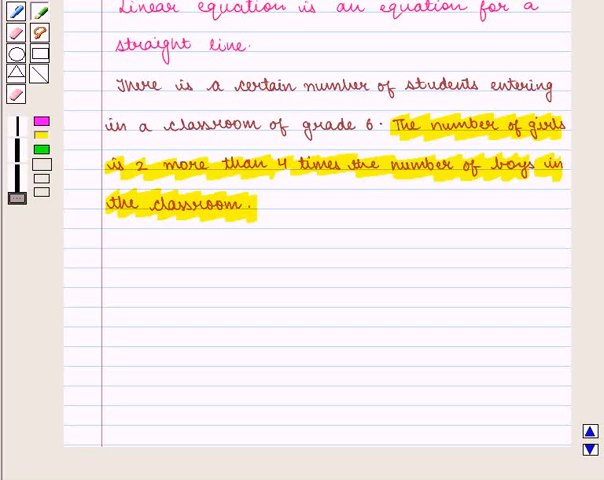 Linear equation is an equation for a
straight line.
There is a certain number of students entering
in a classroom of grade 6. The number of girls
is 2 more than 4 times the number of boys in
the classroom.